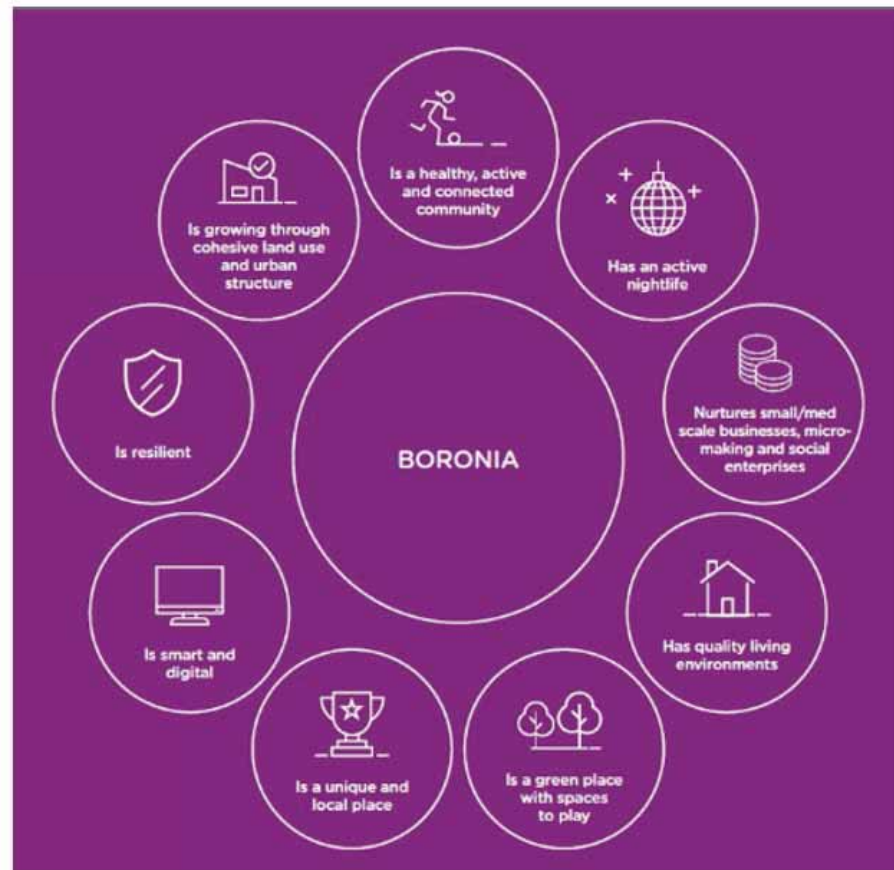 Is a healthy, active
and connected
community
Has an active
nightlife
Nurtures small/med
scale businesses, micro-
making and social
enterprises
Has quality living
environments
Is a green place
with spaces
to play
Is a unique and
local place
Is smart and
digital
Is resilient
Is growing through
cohesive land use
and urban
structure
BORONIA